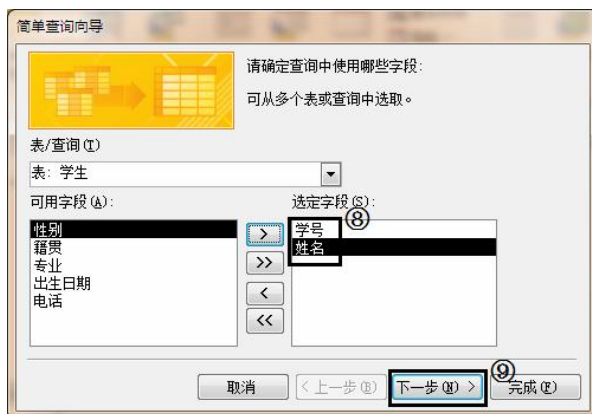 简单查询向导
请确定查询中使用哪些字段:
可从多个表或查询中选取。
表/查询(T)
表: 学生
可用字段(A):
选定字段(S):
⑧
性别
籍贯
专业
出生日期
电话
>
>>
<
<<
学号
姓名
⑨
取消
< 上一步(B)
下一步(N) >
完成(F)